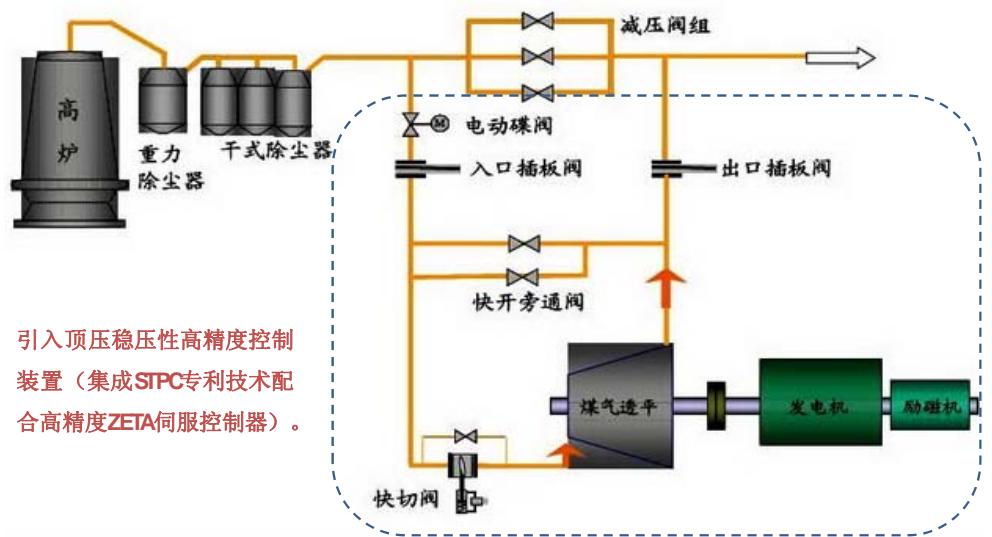 减压阀组
高
炉
重力
除尘器
干式除尘器
电动碟阀
M
入口插板阀
出口插板阀
快开旁通阀
引入顶压稳压性高精度控制
装置（集成STPC专利技术配
合高精度ZETA伺服控制器）。
煤气透平
发电机
励磁机
快切阀